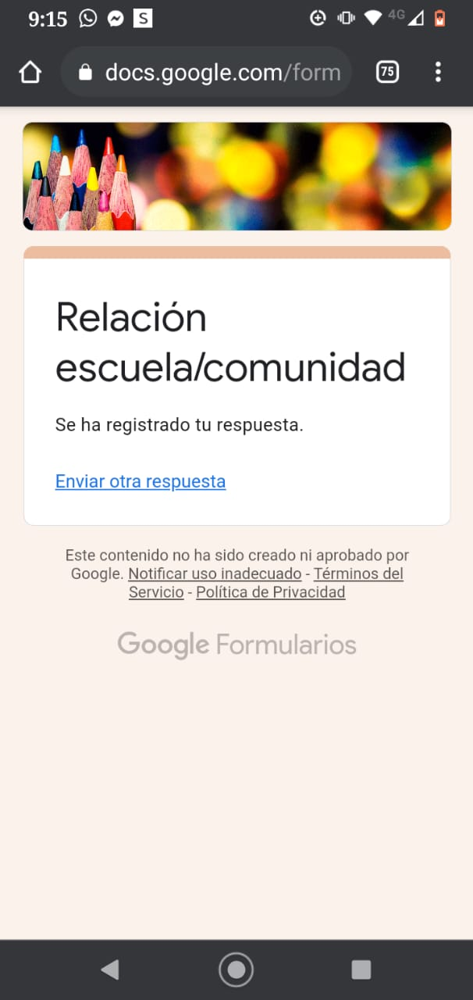 9:15 S 4G
docs.google.com/form 75
Relación
escuela/comunidad
Se ha registrado tu respuesta.
Enviar otra respuesta
Este contenido no ha sido creado ni aprobado por
Google. Notificar uso inadecuado - Términos del
Servicio - Política de Privacidad
Google Formularios